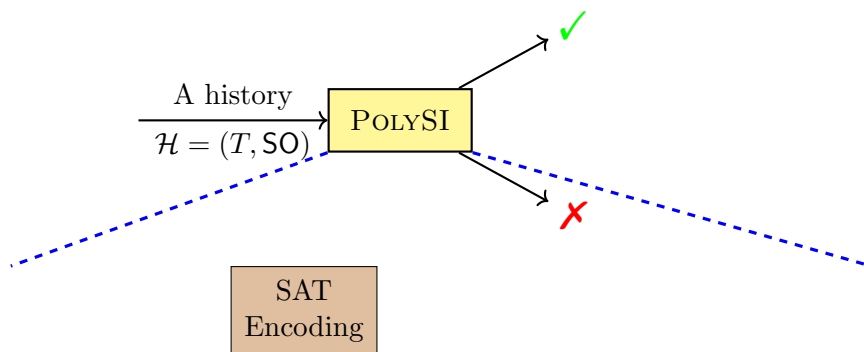 A history
ℋ = (T, SO)
POLYSI
✓
✗
SAT
Encoding